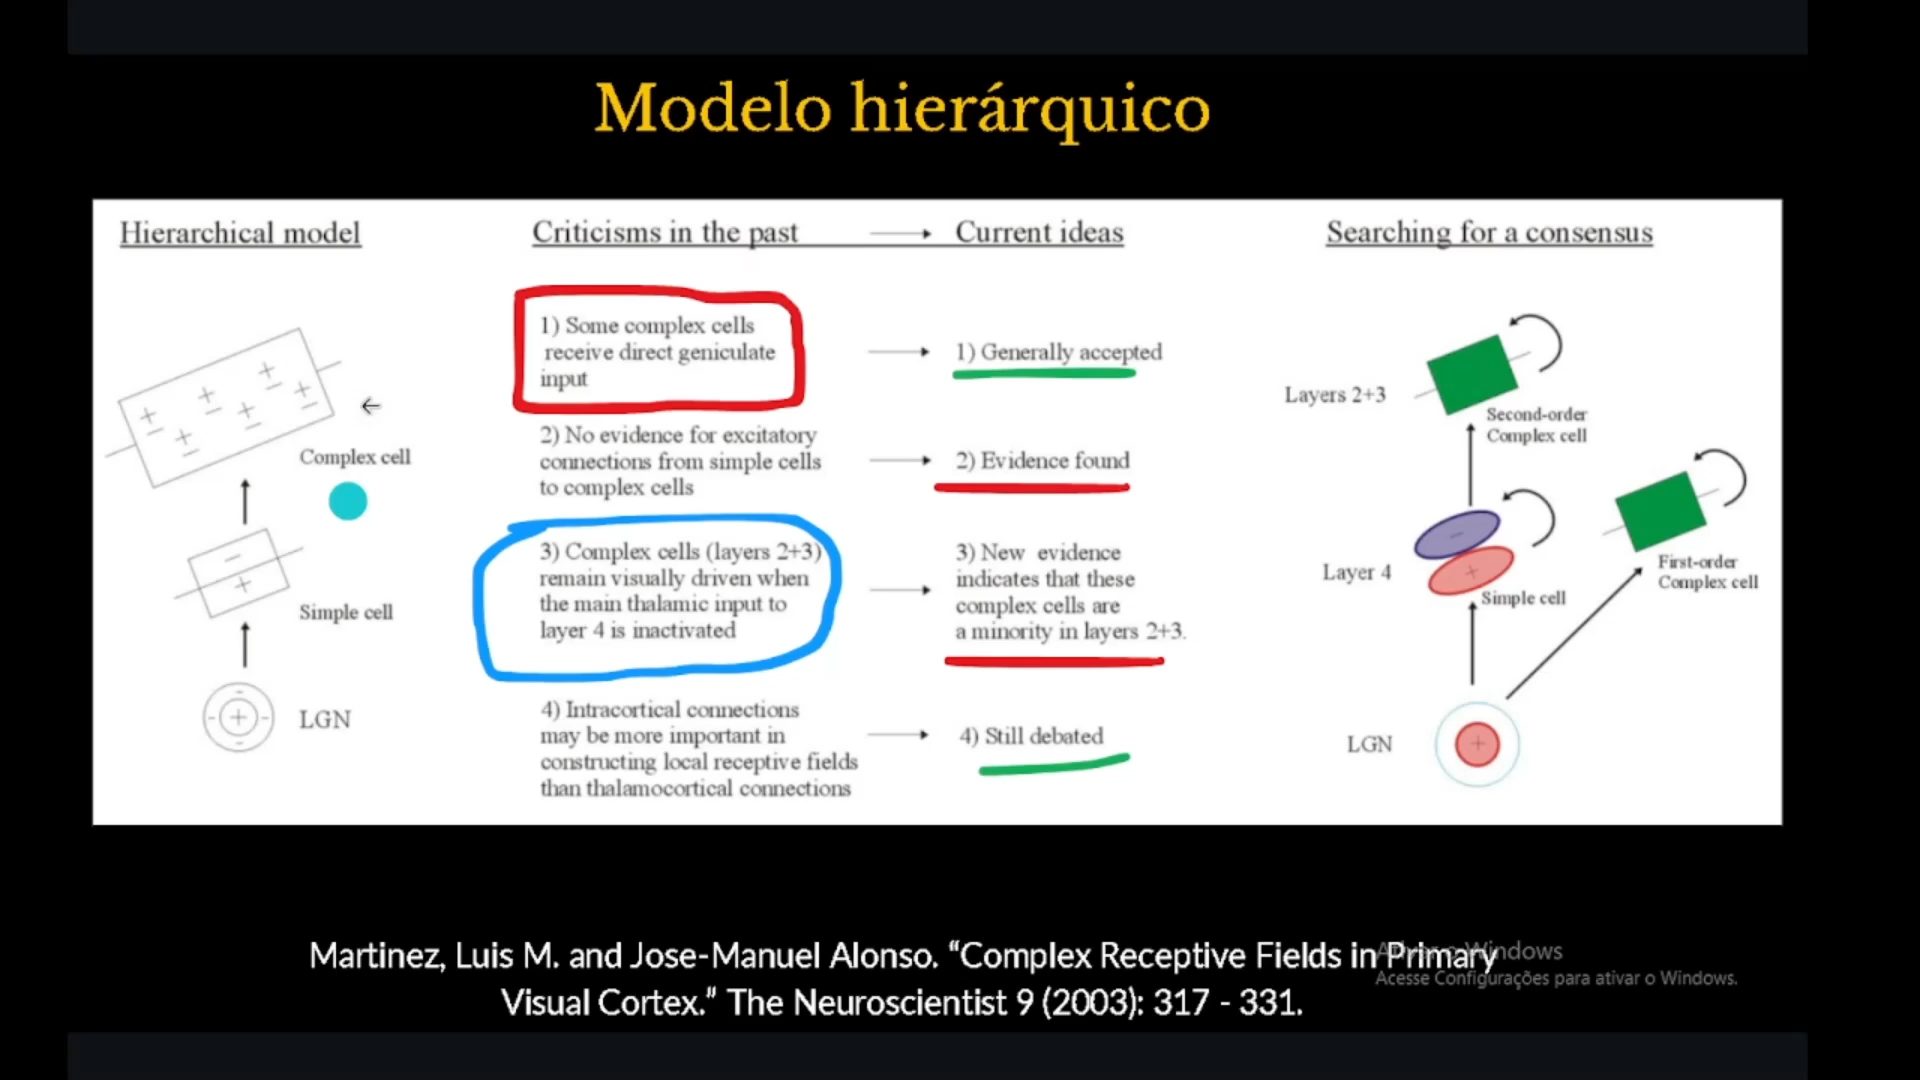 Modelo hierárquico
Hierarchical model
Complex cell
Simple cell
LGN
Criticisms in the past
Current ideas
1) Some complex cells
receive direct geniculate
input
1) Generally accepted
2) No evidence for excitatory
connections from simple cells
to complex cells
2) Evidence found
3) Complex cells (layers 2+3)
remain visually driven when
the main thalamic input to
layer 4 is inactivated
3) New evidence
indicates that these
complex cells are
a minority in layers 2+3.
4) Intracortical connections
may be more important in
constructing local receptive fields
than thalamocortical connections
4) Still debated
Searching for a consensus
Layers 2+3
Second-order
Complex cell
Layer 4
Simple cell
First-order
Complex cell
LGN
Martinez, Luis M. and Jose-Manuel Alonso. “Complex Receptive Fields in Primary
Visual Cortex.” The Neuroscientist 9 (2003): 317 - 331.
Ativar o Windows
Acesse Configurações para ativar o Windows.